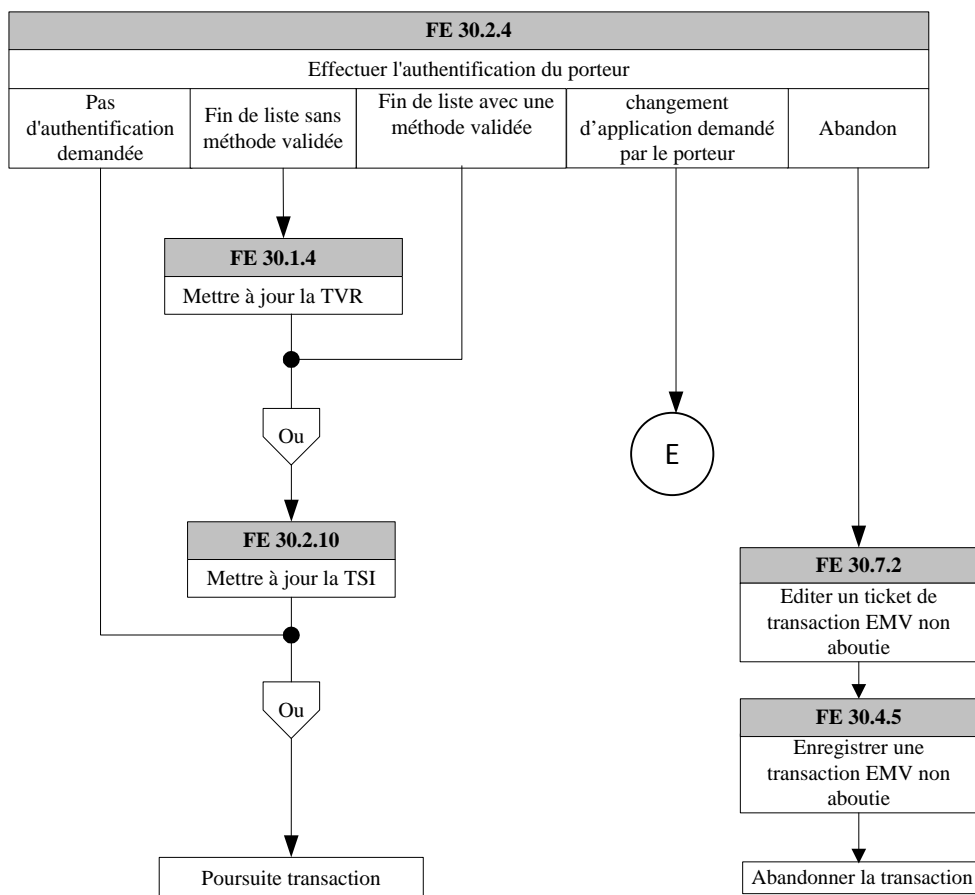 FE 30.2.4
Effectuer l'authentification du porteur
Pas
d'authentification
demandée
Fin de liste sans
méthode validée
Fin de liste avec une
méthode validée
changement
d’application demandé
par le porteur
Abandon
FE 30.1.4
Mettre à jour la TVR
Ou
E
FE 30.2.10
Mettre à jour la TSI
FE 30.7.2
Editer un ticket de
transaction EMV non
aboutie
Ou
FE 30.4.5
Enregistrer une
transaction EMV non
aboutie
Poursuite transaction
Abandonner la transaction